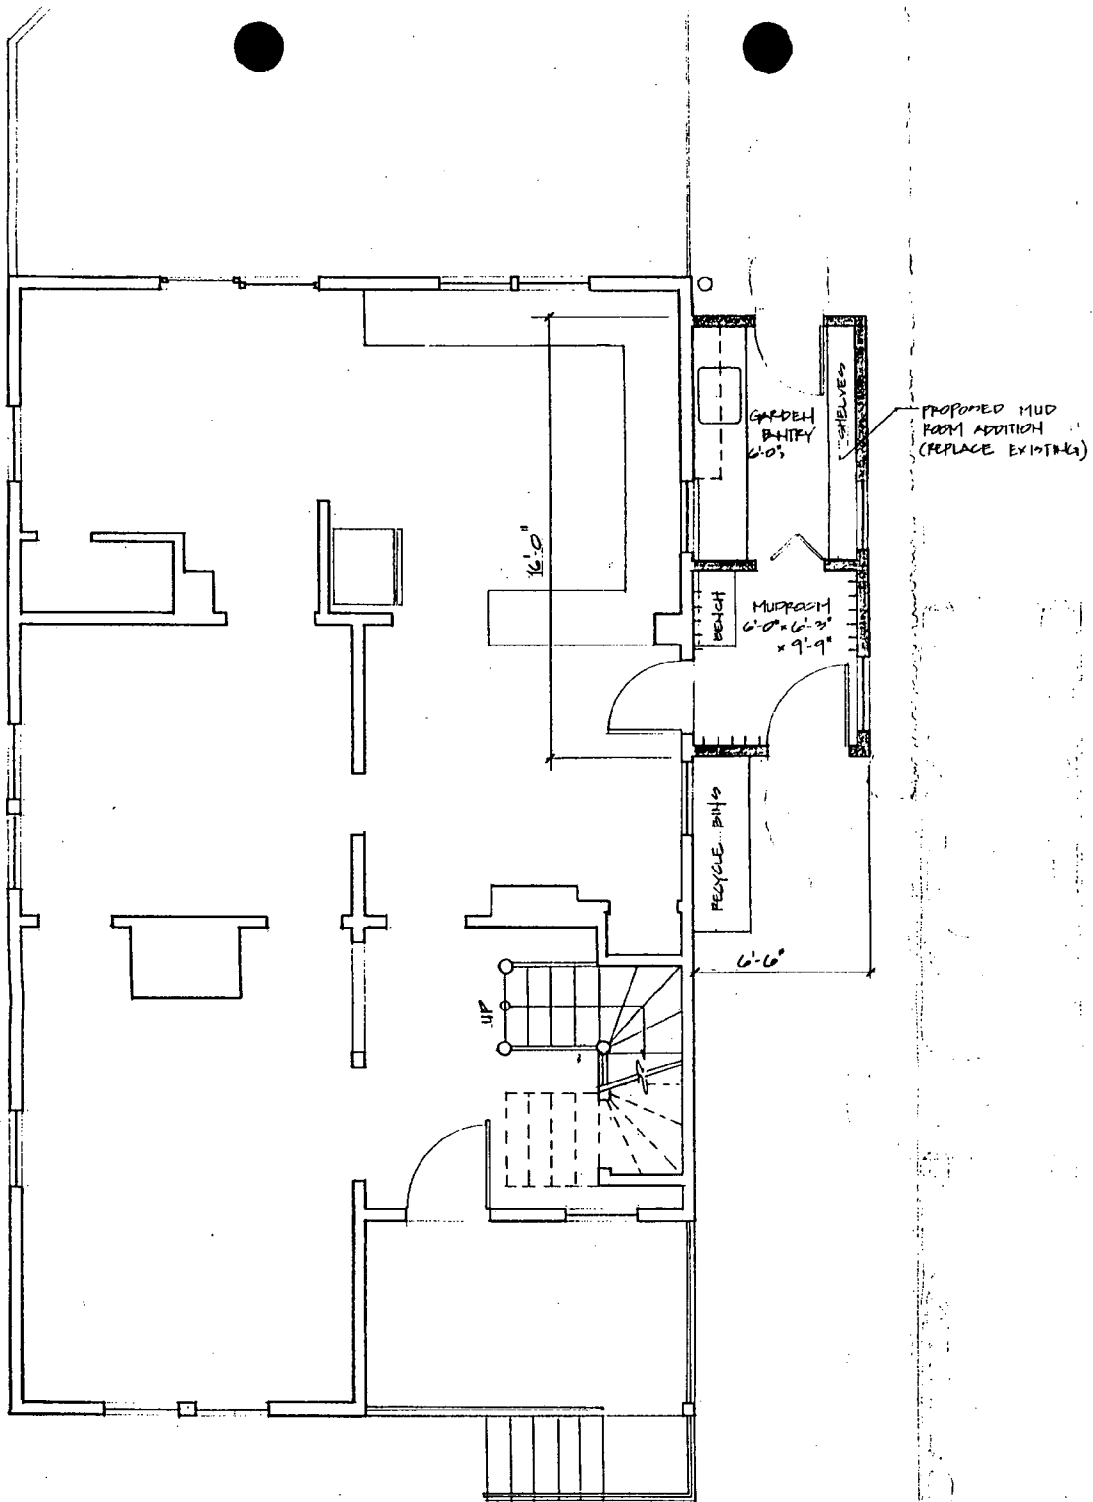 GARDEN
ENTRY
6'-0"
SHELVES
PROPOSED MUD
ROOM ADDITION
(REPLACE EXISTING)
16'-0"
BENCH
MUDROOM
6'-0" × 6'-3"
× 9'-9"
RECYCLE BINS
6'-6"
UP